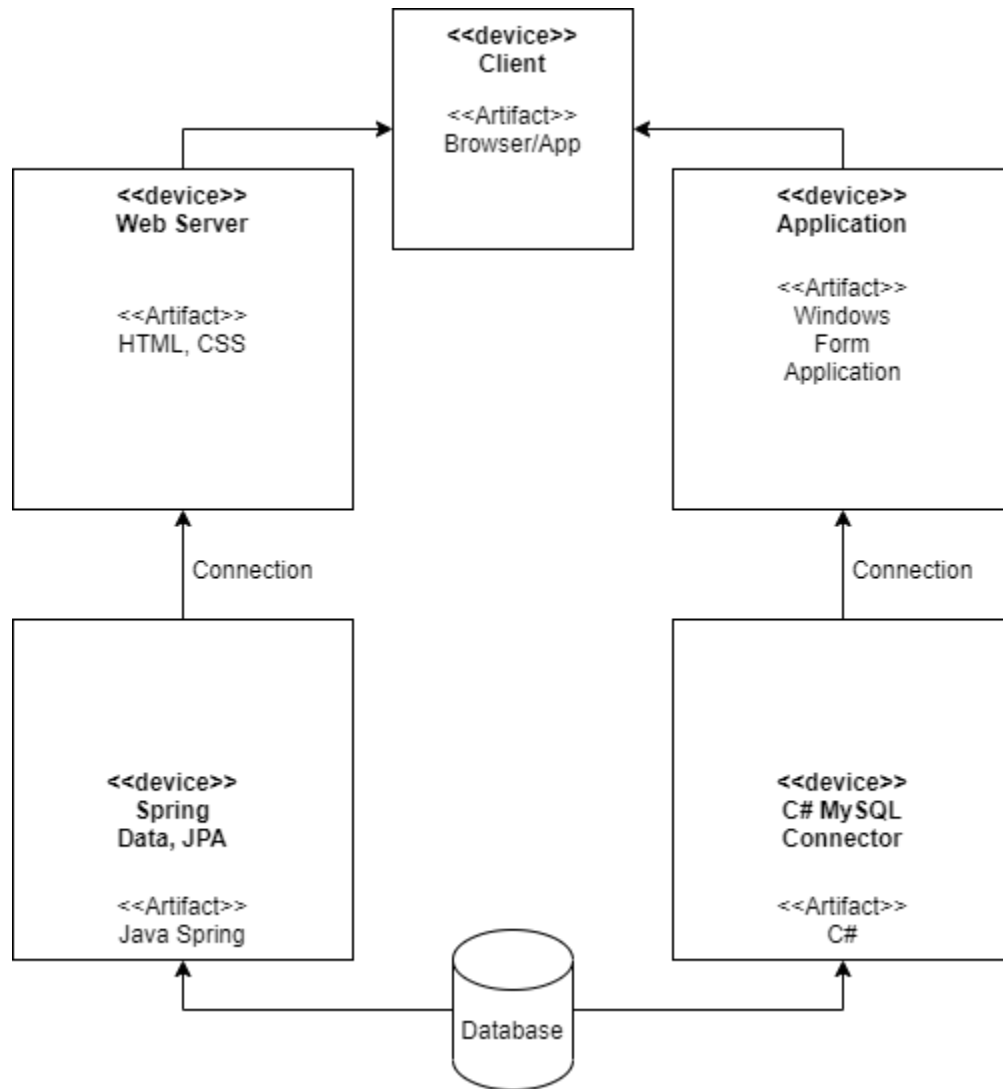 <<device>>
Client
<<Artifact>>
Browser/App
<<device>>
Web Server
<<Artifact>>
HTML, CSS
<<device>>
Application
<<Artifact>>
Windows
Form
Application
Connection
Connection
<<device>>
Spring
Data, JPA
<<Artifact>>
Java Spring
<<device>>
C# MySQL
Connector
<<Artifact>>
C#
Database